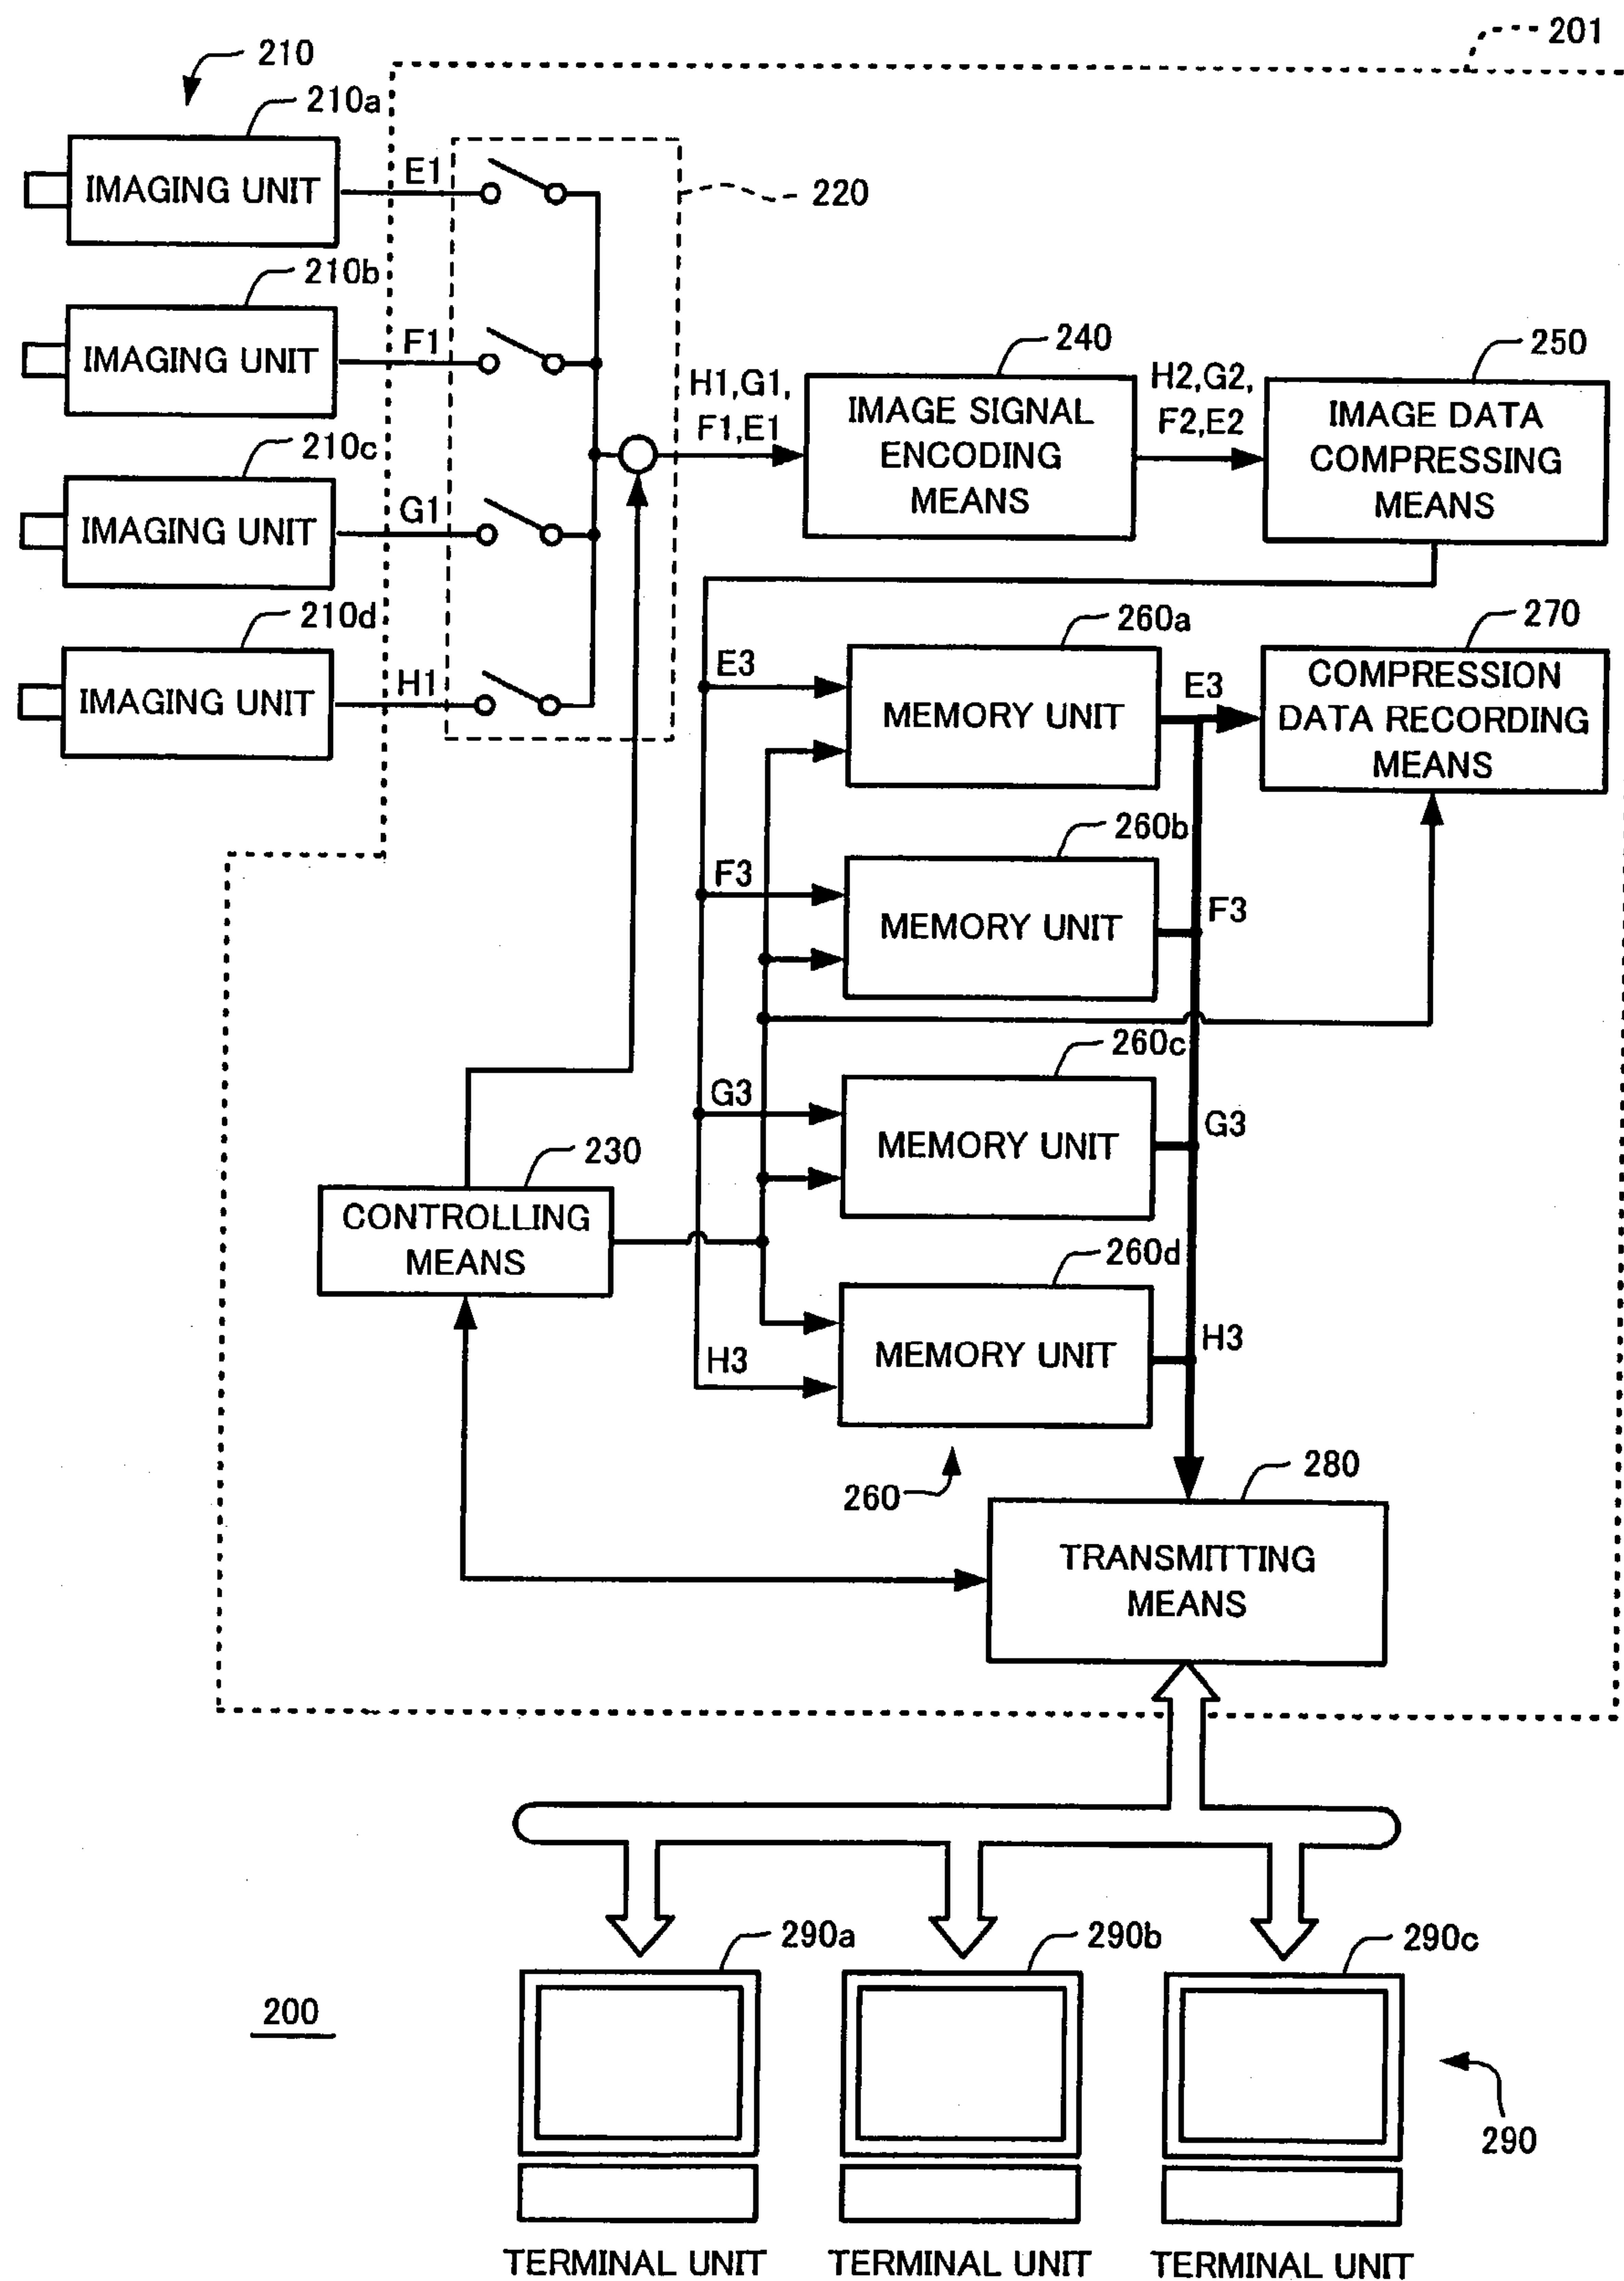 201
210
210a
IMAGING UNIT
E1
220
210b
IMAGING UNIT
F1
210c
IMAGING UNIT
G1
210d
IMAGING UNIT
H1
H1,G1,
F1,E1
240
IMAGE SIGNAL
ENCODING
MEANS
H2,G2,
F2,E2
250
IMAGE DATA
COMPRESSING
MEANS
260a
E3
MEMORY UNIT
E3
270
COMPRESSION
DATA RECORDING
MEANS
260b
F3
MEMORY UNIT
F3
260c
G3
MEMORY UNIT
G3
230
CONTROLLING
MEANS
260d
H3
MEMORY UNIT
H3
260
280
TRANSMITTING
MEANS
290a
290b
290c
200
290
TERMINAL UNIT
TERMINAL UNIT
TERMINAL UNIT